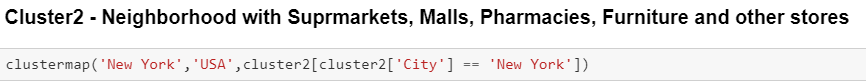 Cluster2 - Neighborhood with Suprmarkets, Malls, Pharmacies, Furniture and other stores
clustermap('New York','USA',cluster2[cluster2['City'] == 'New York'])